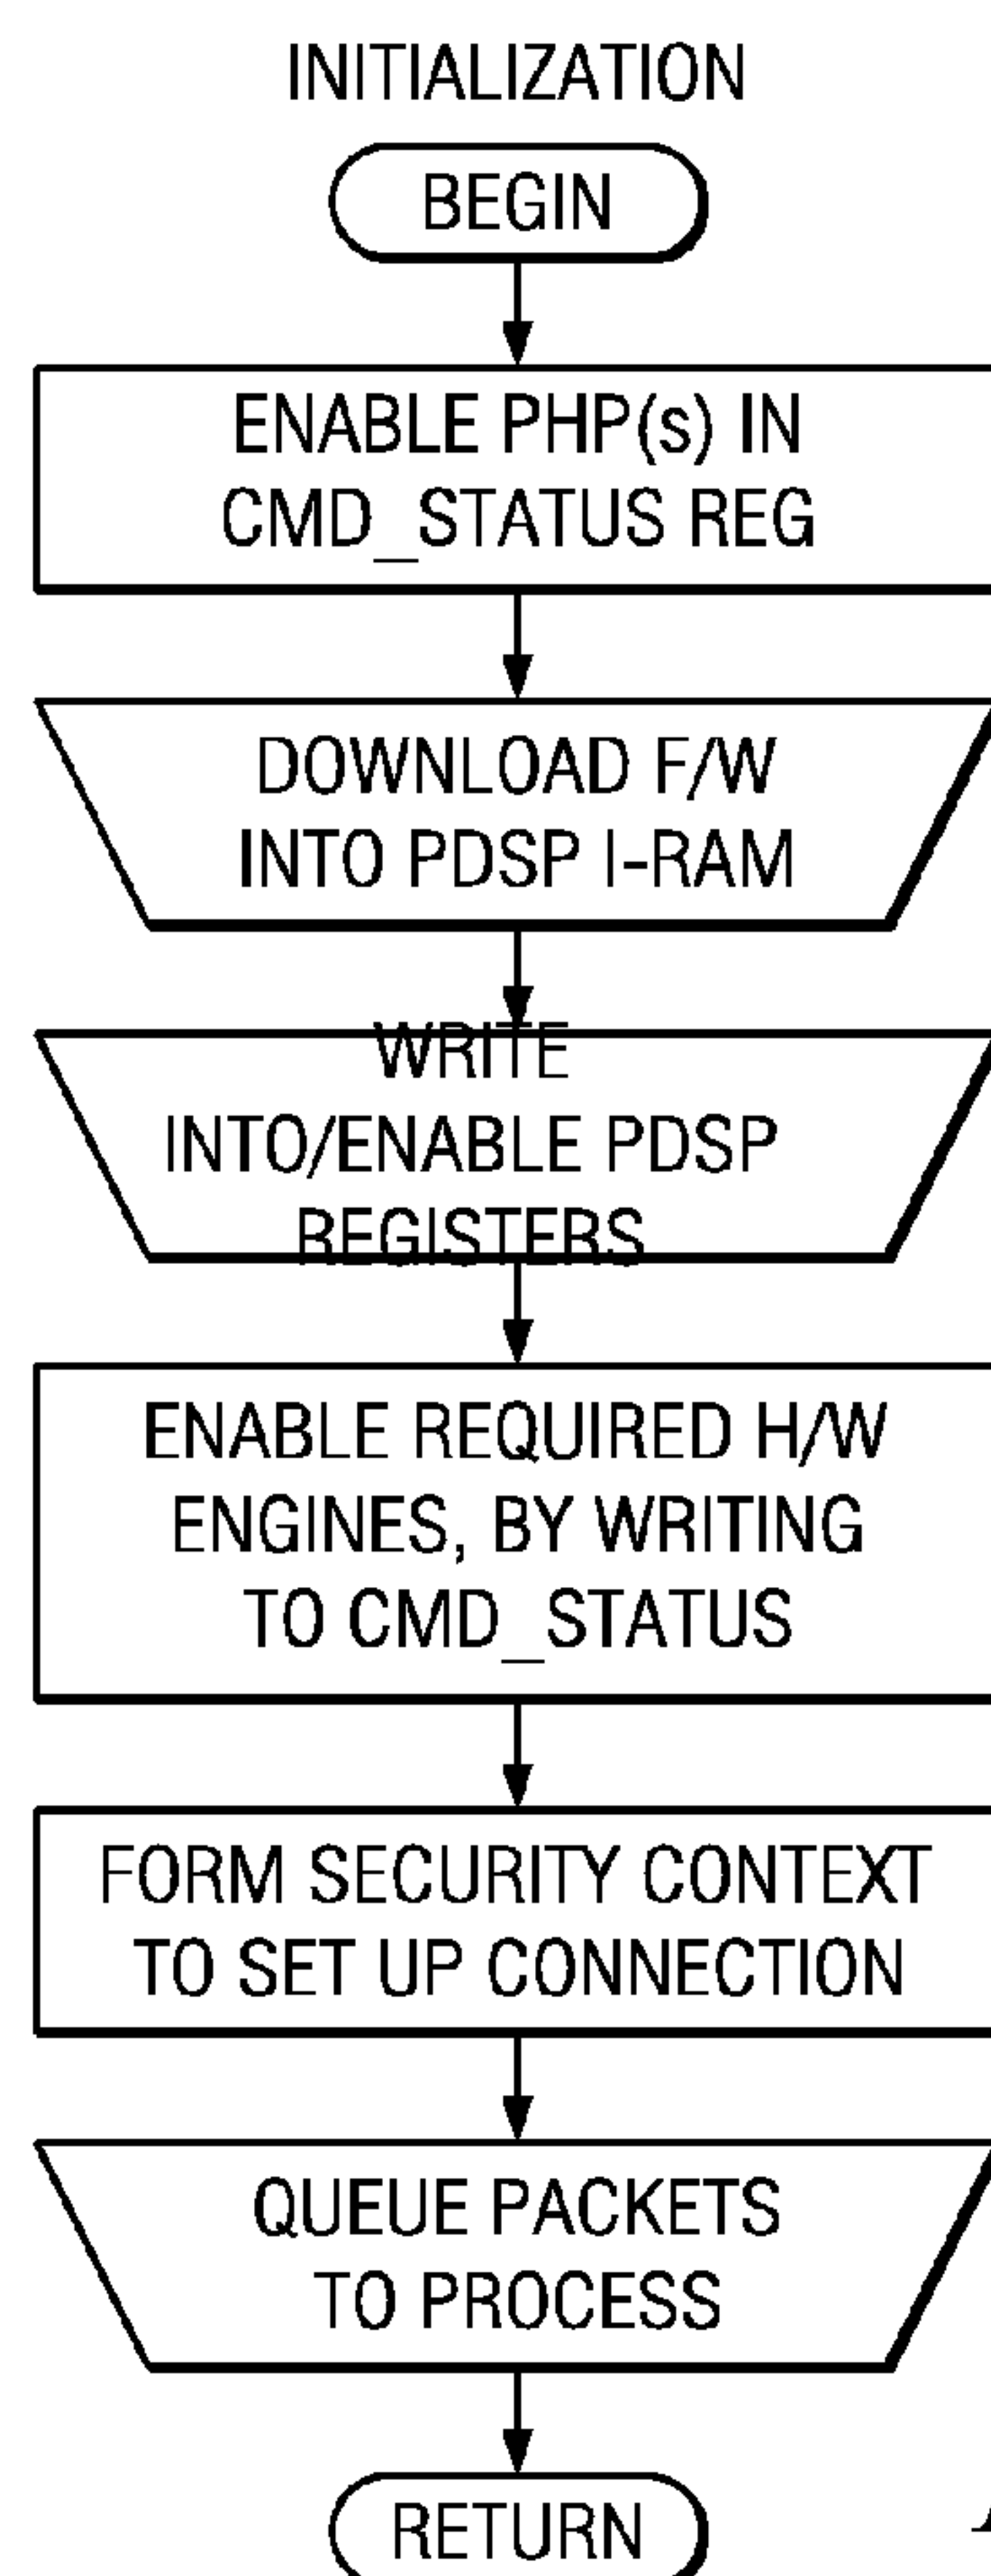 INITIALIZATION
BEGIN
ENABLE PHP(s) IN
CMD_STATUS REG
DOWNLOAD F/W
INTO PDSP I-RAM
WRITE
INTO/ENABLE PDSP
REGISTERS
ENABLE REQUIRED H/W
ENGINES, BY WRITING
TO CMD_STATUS
FORM SECURITY CONTEXT
TO SET UP CONNECTION
QUEUE PACKETS
TO PROCESS
RETURN